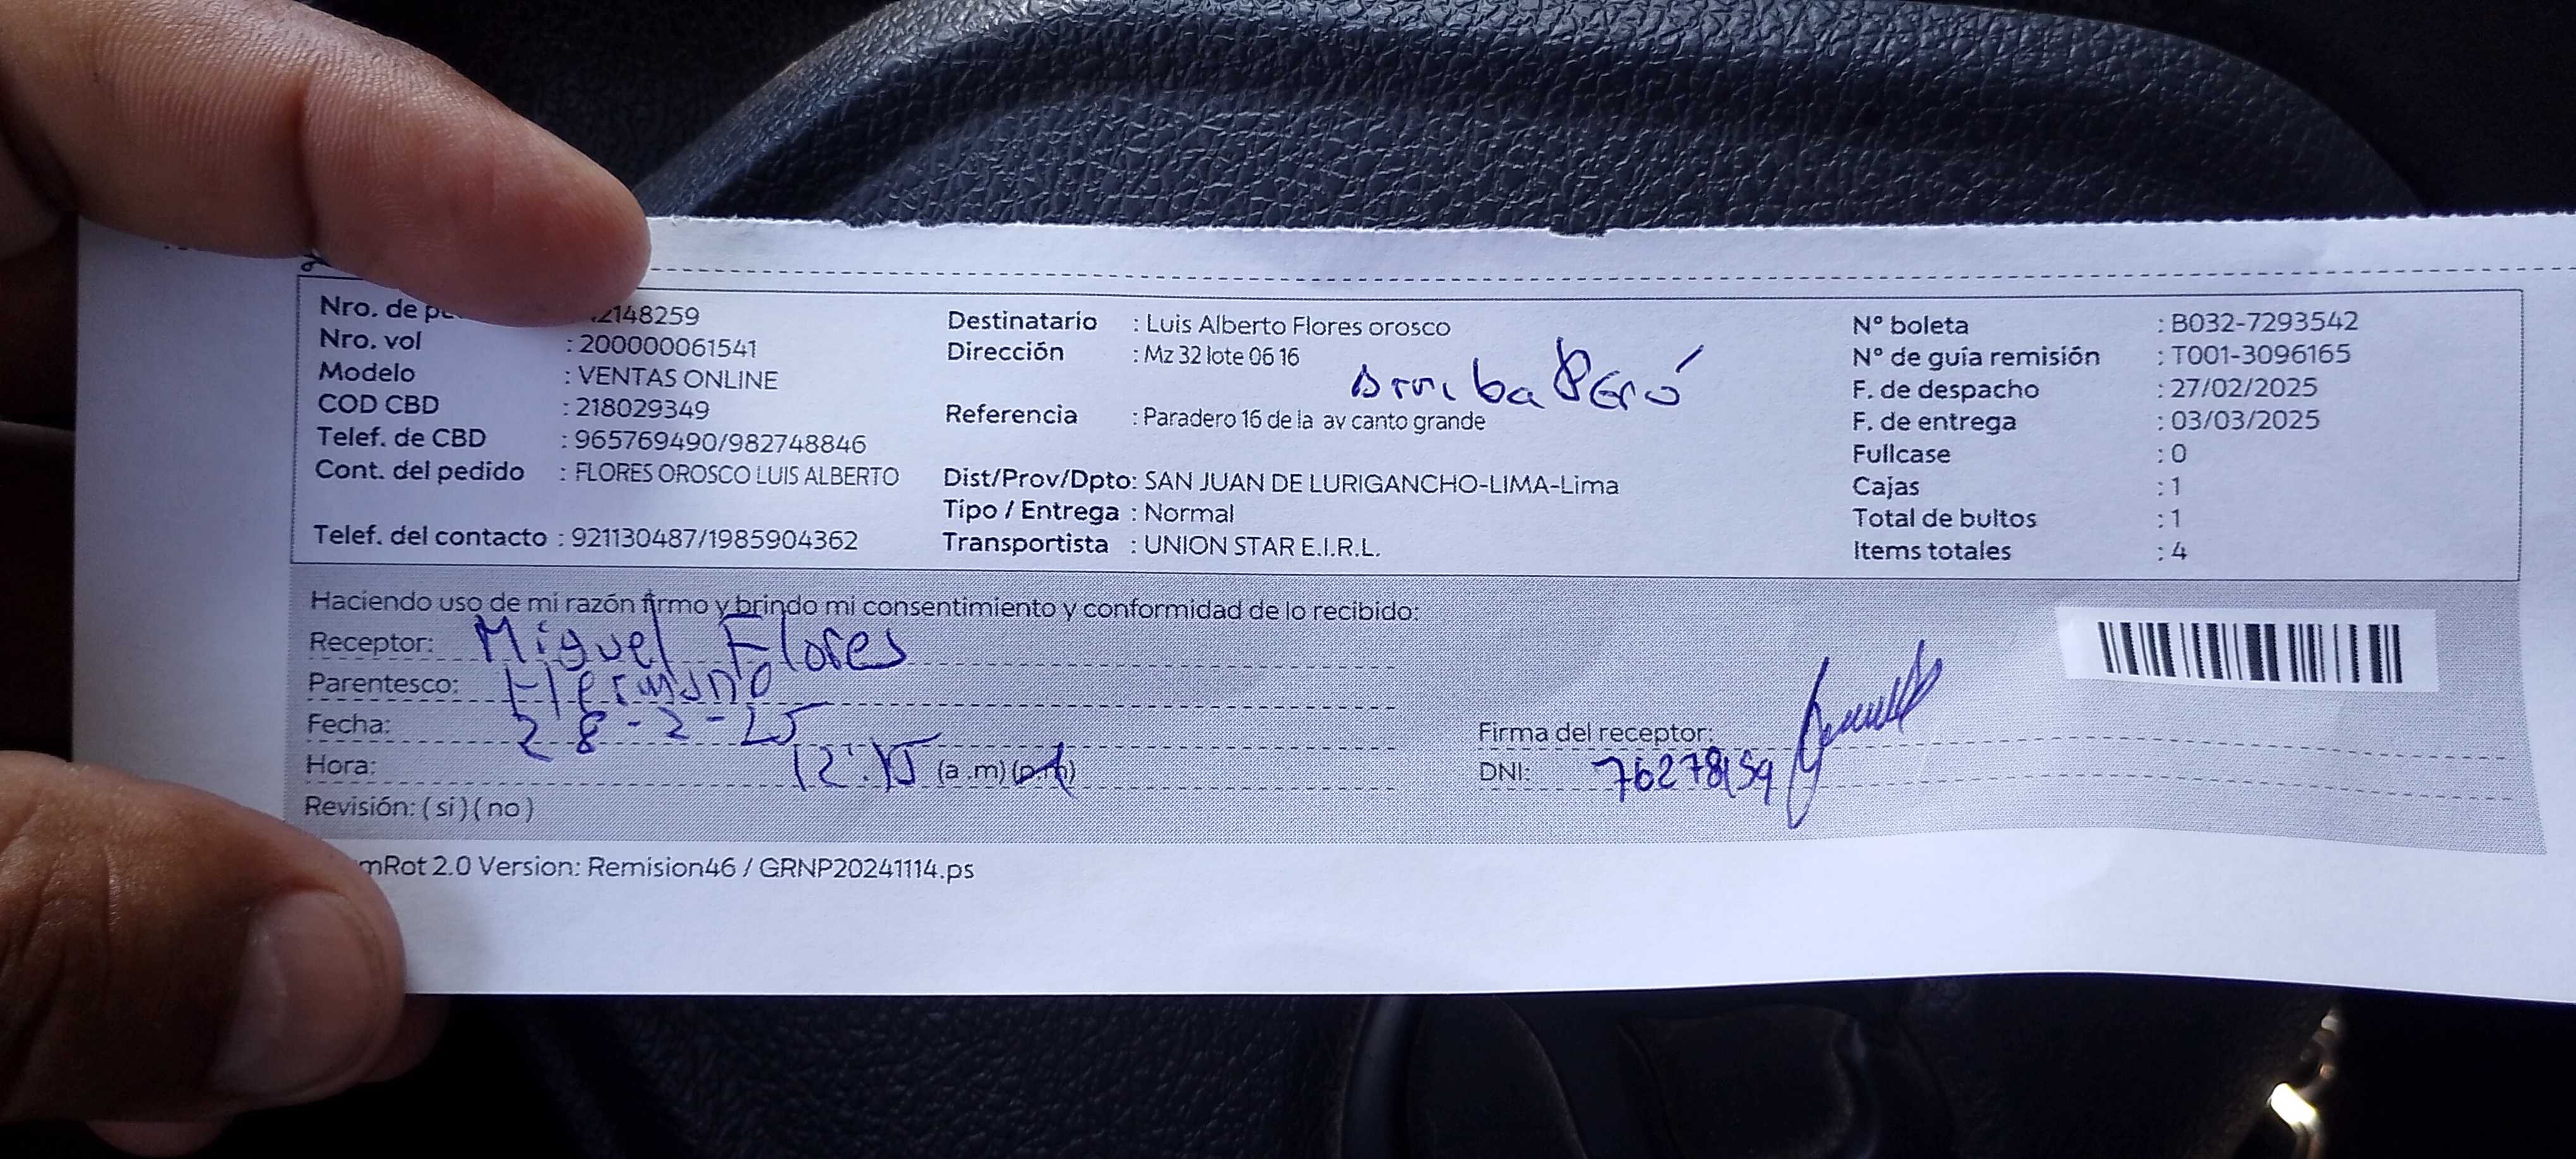 Nro. de pe 2148259
Nro. vol : 200000061541
Modelo : VENTAS ONLINE
COD CBD : 218029349
Telef. de CBD : 965769490/982748846
Cont. del pedido : FLORES OROSCO LUIS ALBERTO
Telef. del contacto : 921130487/1985904362
Destinatario : Luis Alberto Flores orosco
Dirección : Mz 32 lote 06 16
Arriba Perú
Referencia : Paradero 16 de la av canto grande
Dist/Prov/Dpto: SAN JUAN DE LURIGANCHO-LIMA-Lima
Tipo / Entrega : Normal
Transportista : UNION STAR E.I.R.L.
N° boleta : B032-7293542
N° de guía remisión : T001-3096165
F. de despacho : 27/02/2025
F. de entrega : 03/03/2025
Fullcase : 0
Cajas : 1
Total de bultos : 1
Items totales : 4
Haciendo uso de mi razón firmo y brindo mi consentimiento y conformidad de lo recibido:
Receptor: Miguel Flores
Parentesco: Hermano
Fecha: 28-2-25
Hora: 12:15 (a.m)(p.m)
Revisión: (si)(no)
Firma del receptor:
DNI:
mRot 2.0 Version: Remision46 / GRNP20241114.ps